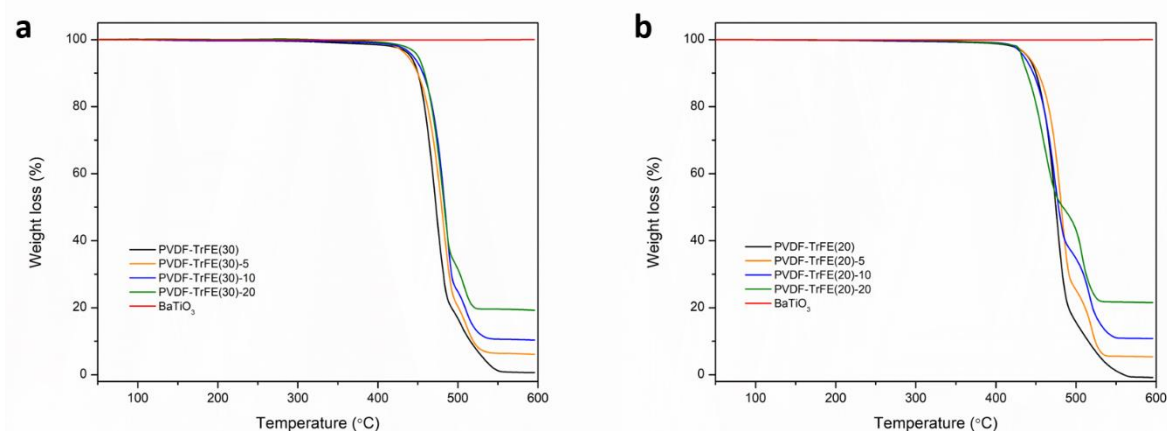 a
100
80
60
40
20
0
Weight loss (%)
PVDF-TrFE(30)
PVDF-TrFE(30)-5
PVDF-TrFE(30)-10
PVDF-TrFE(30)-20
BaTiO3
100
200
300
400
500
600
Temperature (°C)
b
100
80
60
40
20
0
Weight loss (%)
PVDF-TrFE(20)
PVDF-TrFE(20)-5
PVDF-TrFE(20)-10
PVDF-TrFE(20)-20
BaTiO3
100
200
300
400
500
600
Temperature (°C)